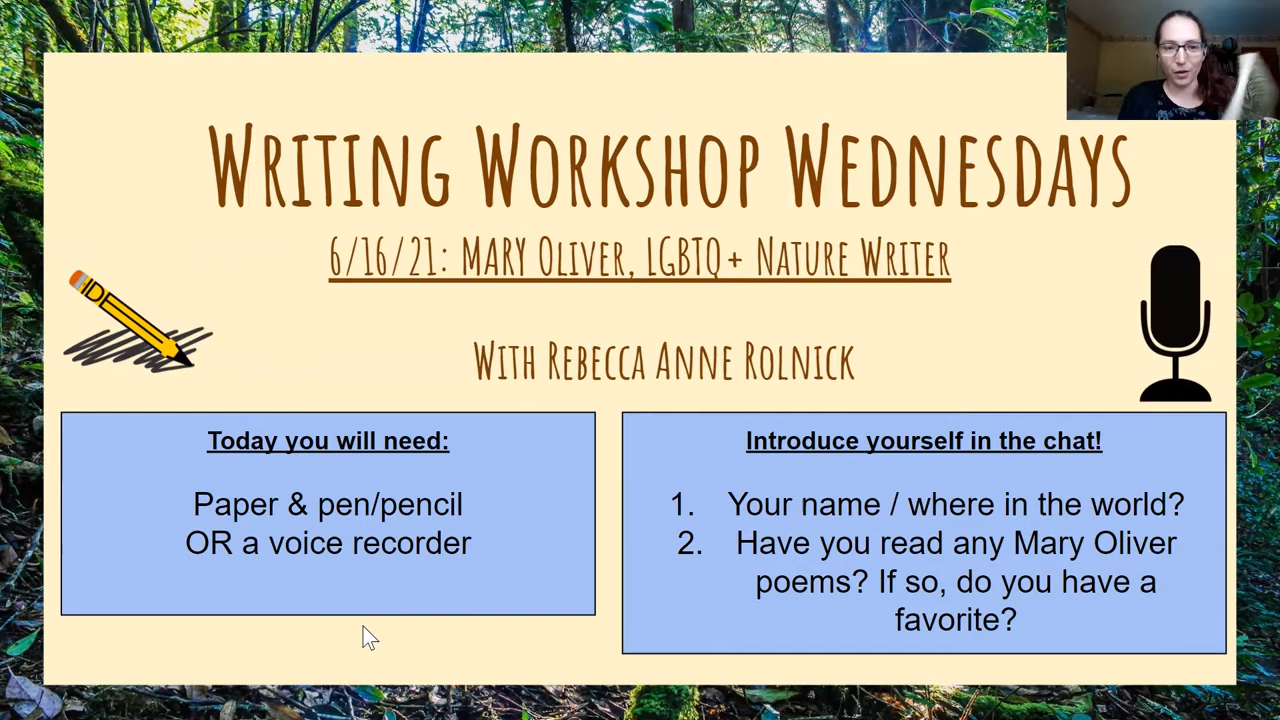 Writing Workshop Wednesdays
6/16/21: Mary Oliver, LGBTQ+ Nature Writer
With Rebecca Anne Rolnick
Today you will need:
Paper & pen/pencil
OR a voice recorder
Introduce yourself in the chat!
1. Your name / where in the world?
2. Have you read any Mary Oliver
poems? If so, do you have a
favorite?